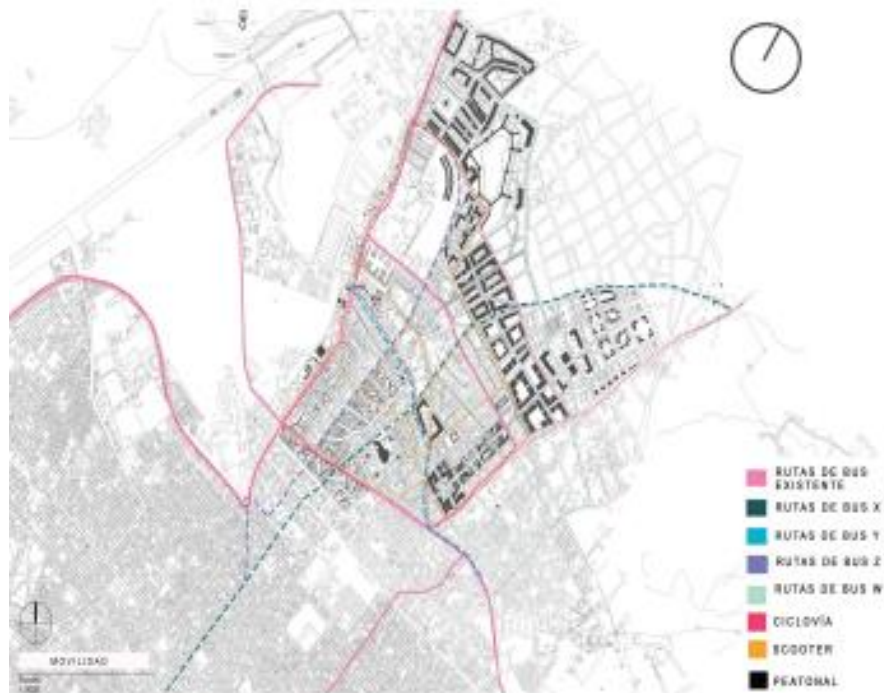 RUTAS DE BUS
EXISTENTE
RUTAS DE BUS X
RUTAS DE BUS Y
RUTAS DE BUS Z
RUTAS DE BUS W
CICLOVÍA
SCOOTER
PEATONAL
MOVILIDAD